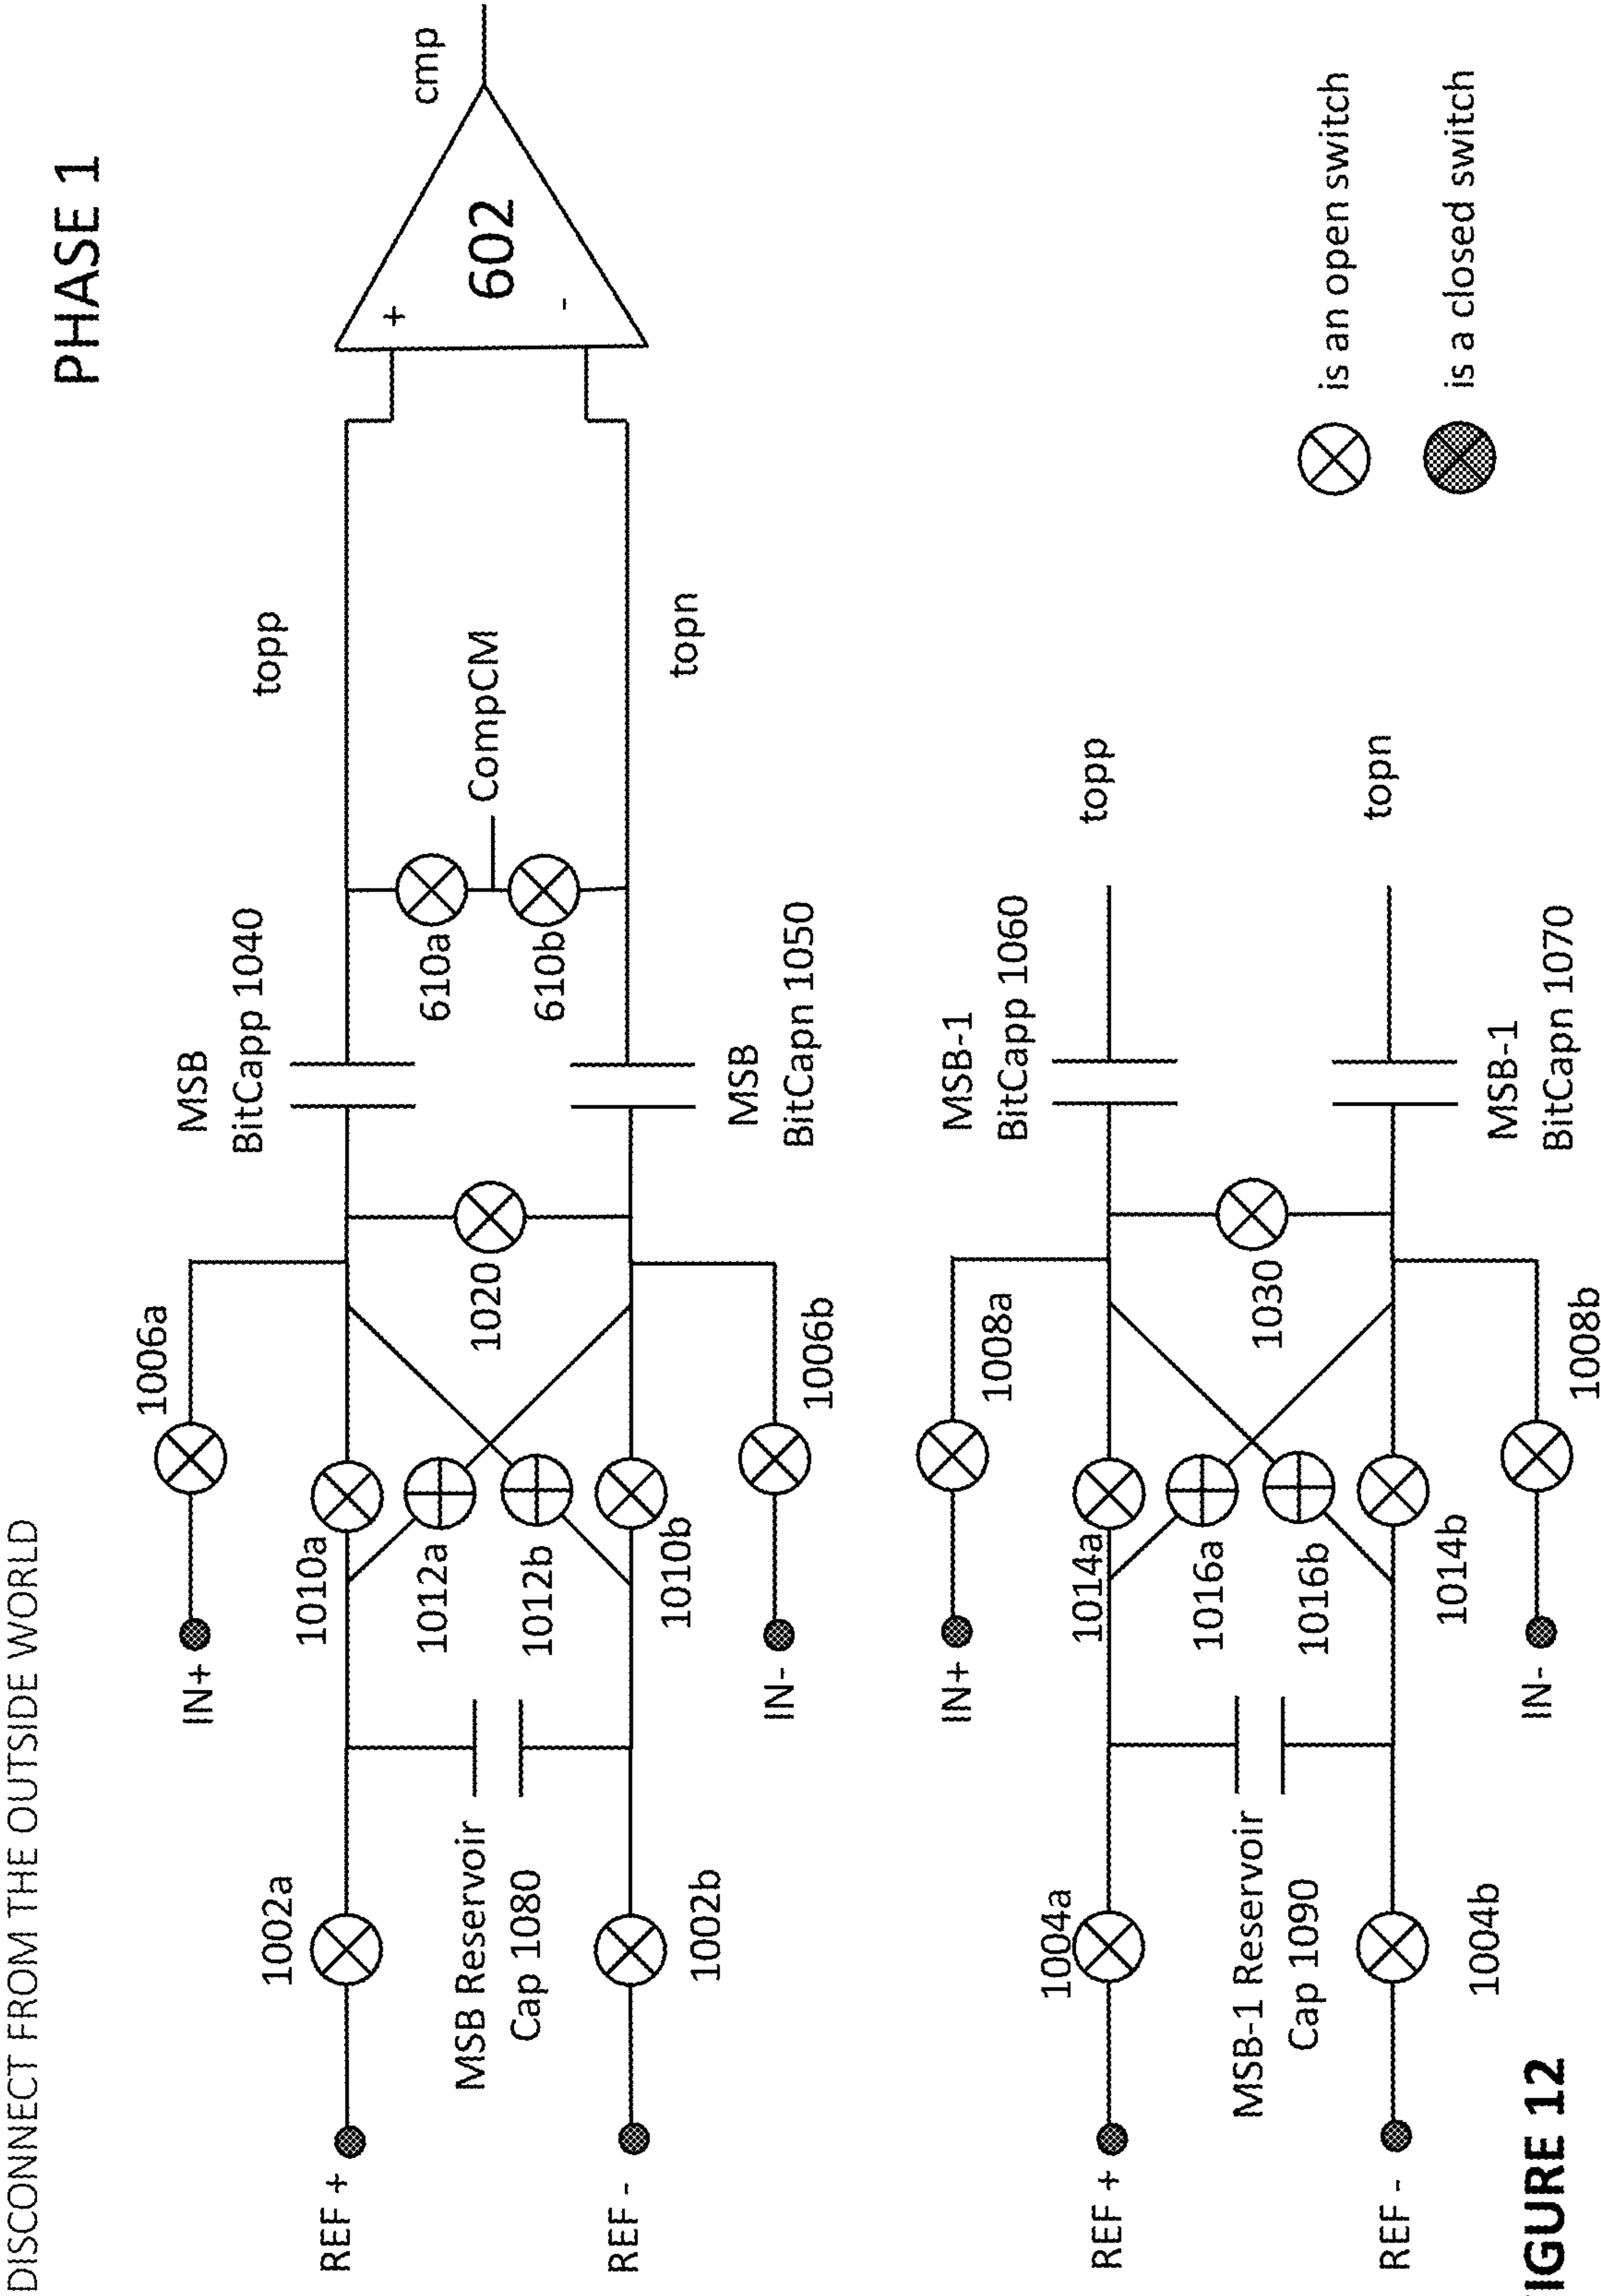 DISCONNECT FROM THE OUTSIDE WORLD
PHASE 1
IN+
1006a
MSB
BitCapp 1040
topp
cmp
REF +
1002a
1010a
610a
+
MSB Reservoir
Cap 1080
1012a
1020
CompCM
602
1012b
610b
-
REF -
1002b
1010b
topn
MSB
BitCapn 1050
IN-
1006b
IN+
1008a
MSB-1
BitCapp 1060
REF +
1004a
1014a
topp
MSB-1 Reservoir
Cap 1090
1016a
1030
1016b
is an open switch
REF -
1004b
1014b
topn
is a closed switch
MSB-1
BitCapn 1070
IN-
1008b
IGURE 12